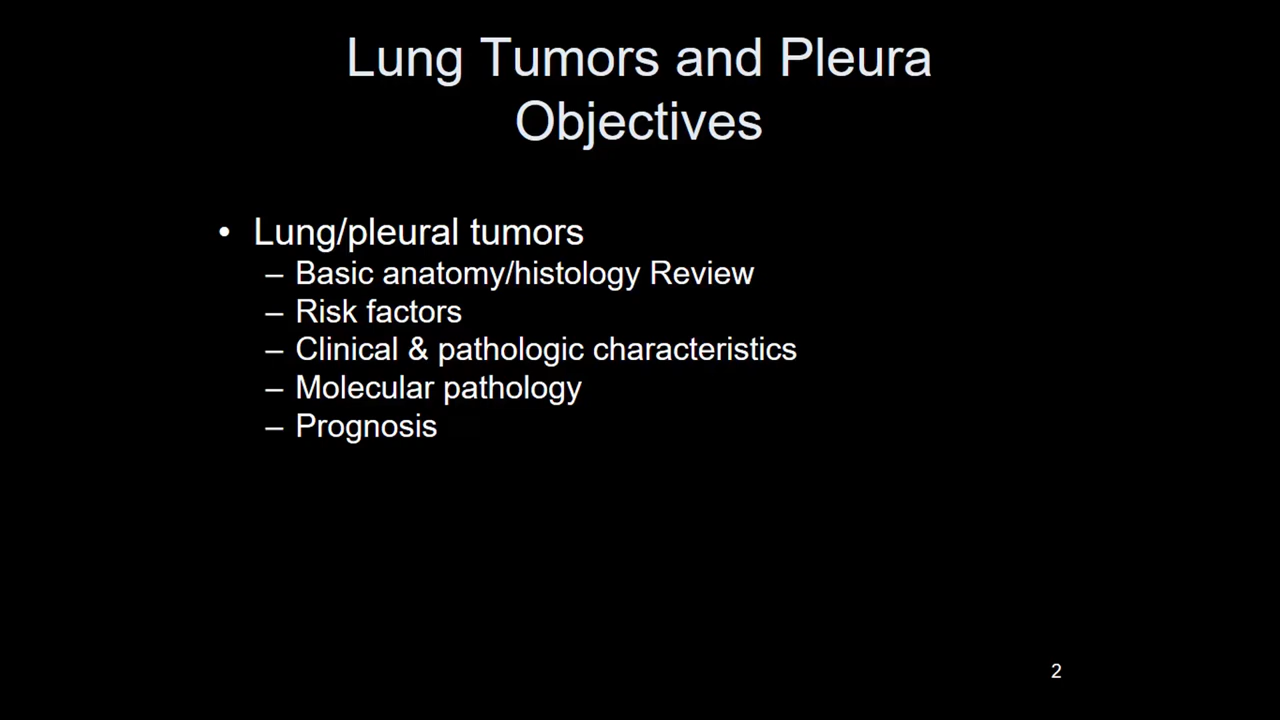 Lung Tumors and Pleura
Objectives
• Lung/pleural tumors
– Basic anatomy/histology Review
– Risk factors
– Clinical & pathologic characteristics
– Molecular pathology
– Prognosis
2